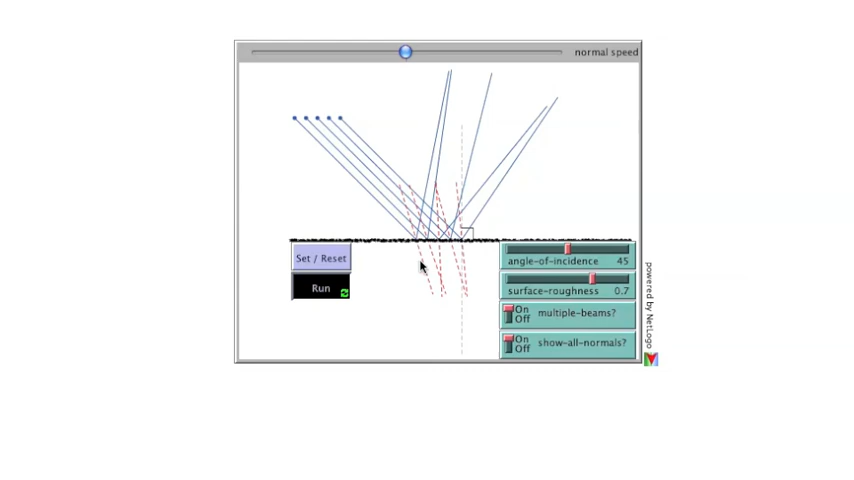 normal speed
Set / Reset
Run
angle-of-incidence 45
surface-roughness 0.7
On
Off
multiple-beams?
On
Off
show-all-normals?
powered by NetLogo